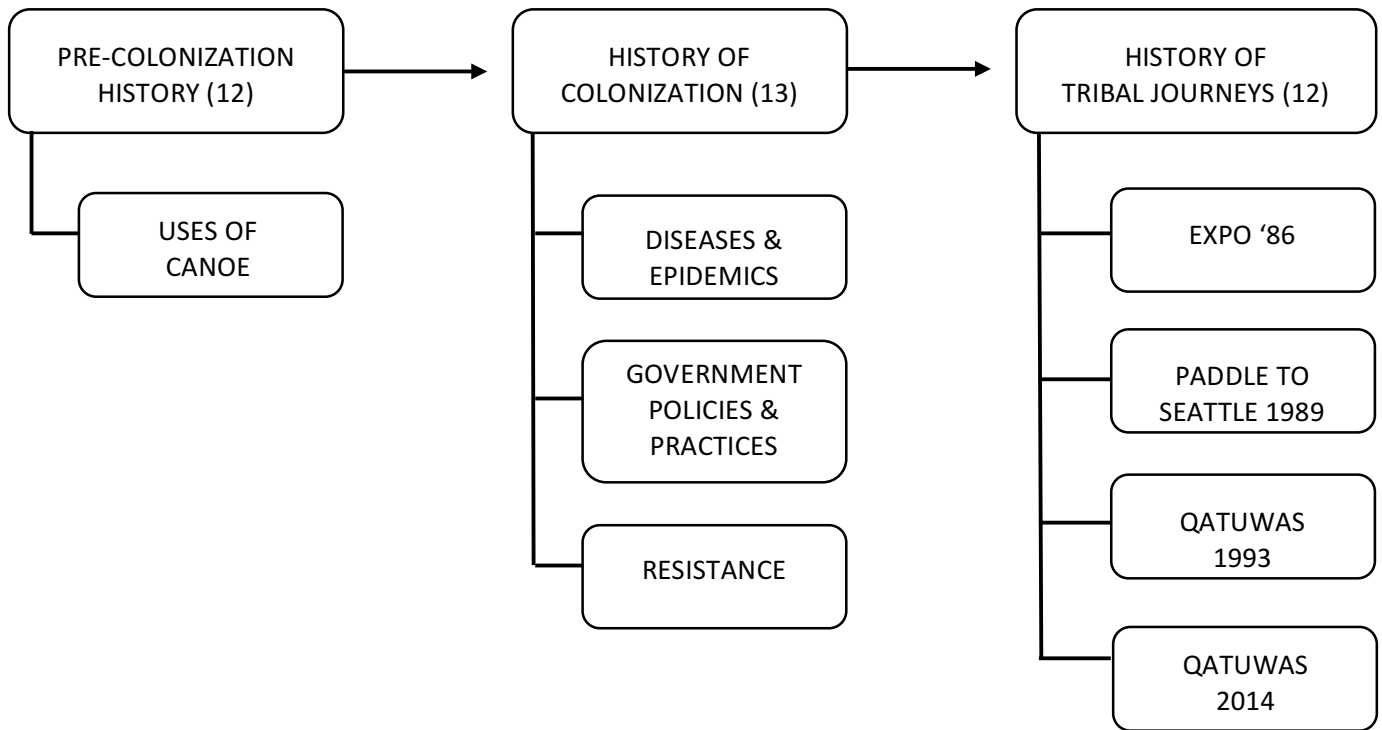 PRE-COLONIZATION
HISTORY (12)
USES OF
CANOE
HISTORY OF
COLONIZATION (13)
DISEASES &
EPIDEMICS
GOVERNMENT
POLICIES &
PRACTICES
RESISTANCE
HISTORY OF
TRIBAL JOURNEYS (12)
EXPO ‘86
PADDLE TO
SEATTLE 1989
QATUWAS
1993
QATUWAS
2014